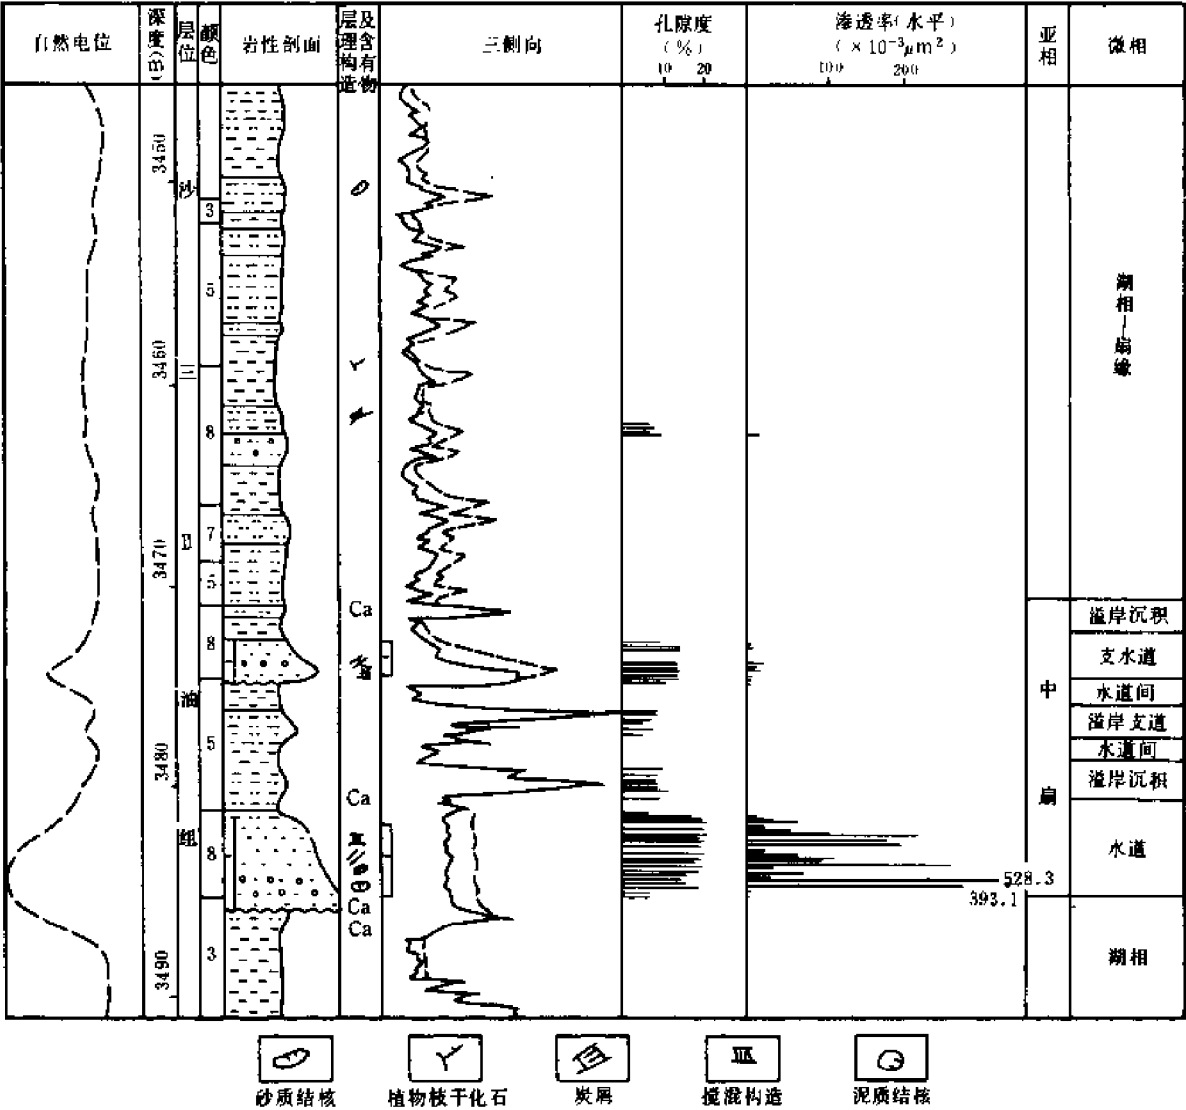 自然电位
深度(m)
层位
颜色
岩性剖面
层理构造及含有物
三侧向
孔隙度
(%)
10 20
渗透率(水平)
(×10⁻³μm²)
100 200
亚相
微相
3450
3460
3470
3480
3490
沙
三
II
油
组
3
5
8
7
5
8
5
8
3
Ca
Ca
Ca
Ca
528.3
393.1
中
扇
湖相—扇缘
溢岸沉积
支水道
水道间
溢岸支道
水道间
溢岸沉积
水道
湖相
砂质结核
植物枝干化石
炭屑
搅混构造
泥质结核